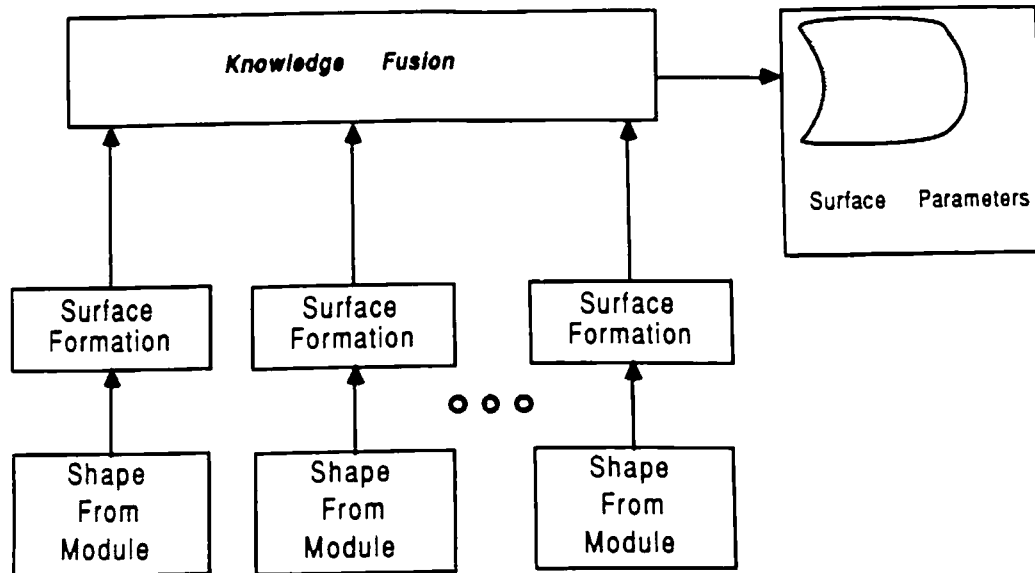 Knowledge Fusion
Surface Parameters
Surface
Formation
Surface
Formation
Surface
Formation
Shape
From
Module
Shape
From
Module
Shape
From
Module